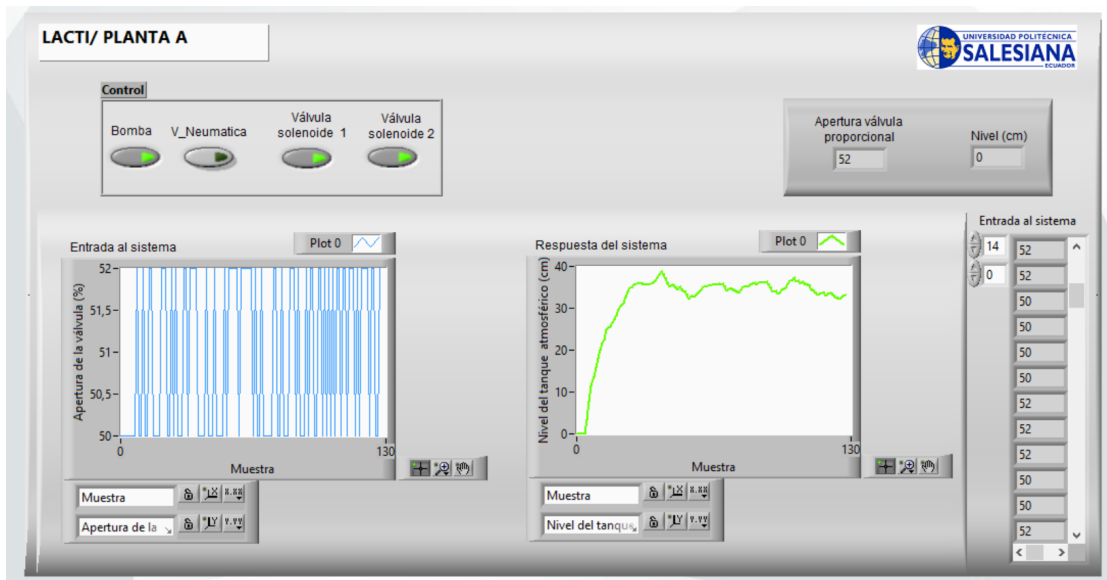 LACTI/ PLANTA A
UNIVERSIDAD POLITÉCNICA
SALESIANA
ECUADOR
Control
Bomba
V_Neumatica
Válvula
solenoide 1
Válvula
solenoide 2
Apertura válvula
proporcional
52
Nivel (cm)
0
Entrada al sistema
Plot 0
Apertura de la válvula (%)
52
51,5
51
50,5
50
0
130
Muestra
Muestra
Apertura de la
Respuesta del sistema
Plot 0
Nivel del tanque atmosférico (cm)
40
30
20
10
0
0
130
Muestra
Muestra
Nivel del tanque
Entrada al sistema
14
0
52
52
50
50
50
50
52
52
52
50
50
52